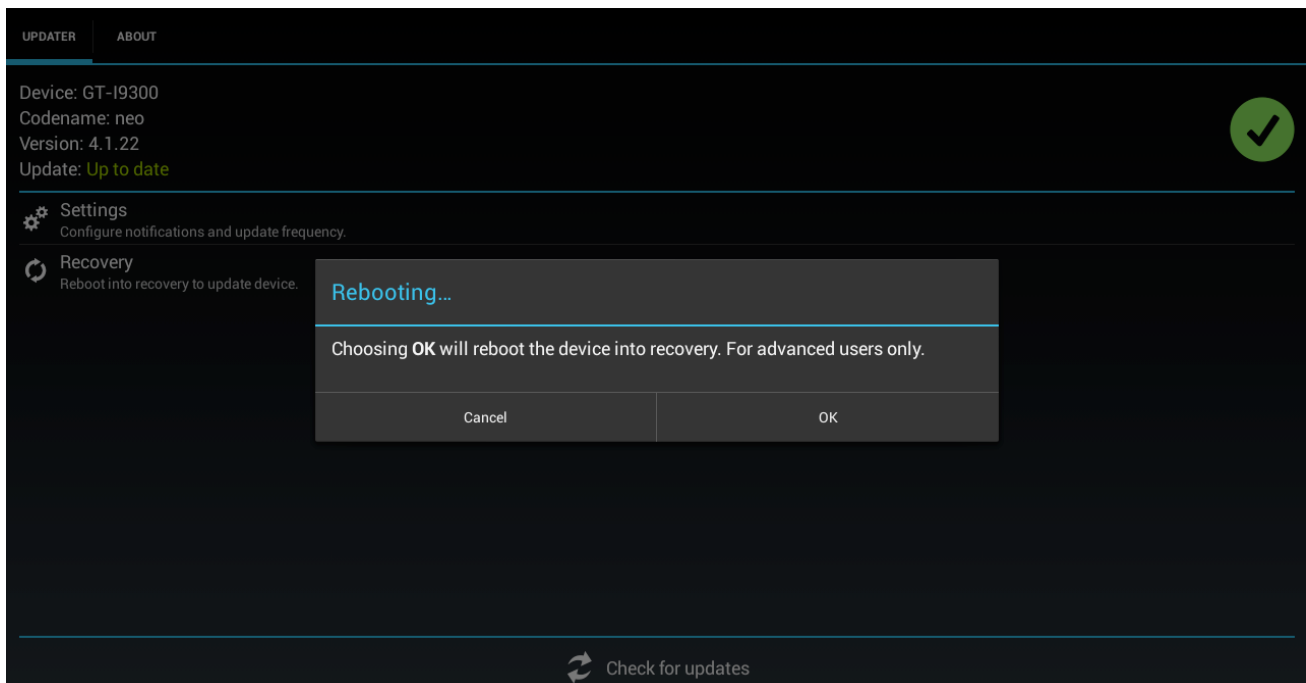 UPDATER ABOUT
Device: GT-I9300
Codename: neo
Version: 4.1.22
Update: Up to date
Settings
Configure notifications and update frequency.
Recovery
Reboot into recovery to update device.
Rebooting...
Choosing OK will reboot the device into recovery. For advanced users only.
Cancel OK
Check for updates